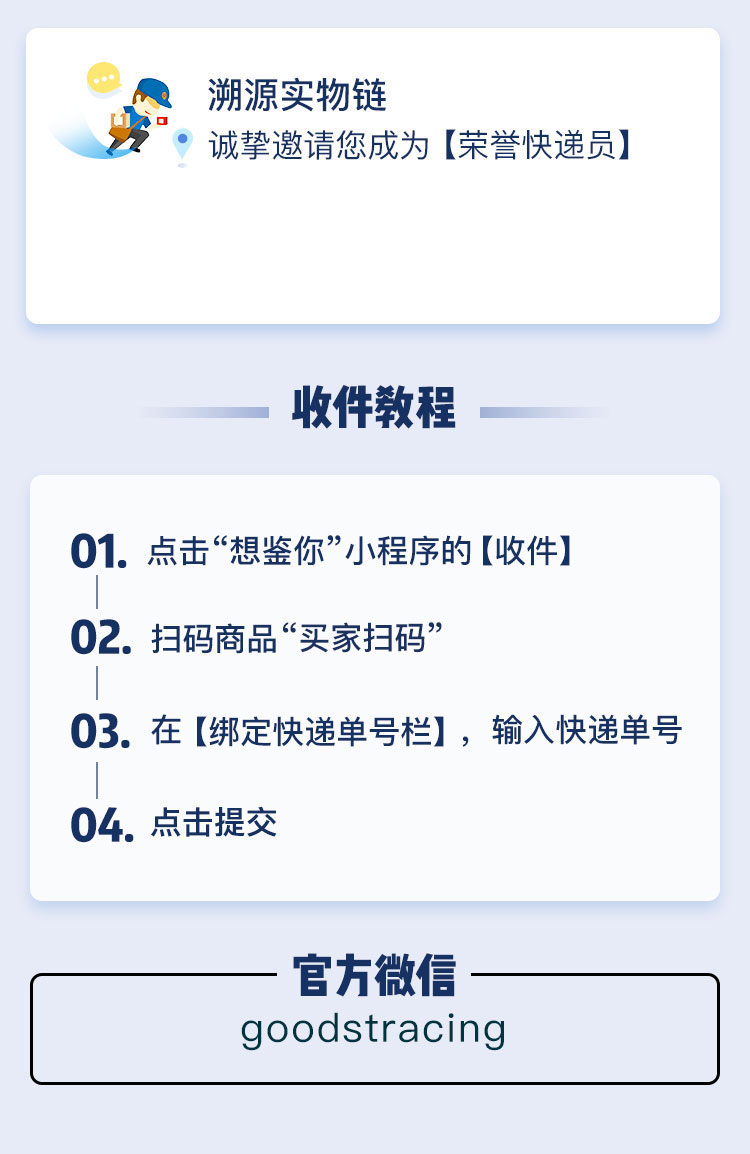 溯源实物链
诚挚邀请您成为【荣誉快递员】
收件教程
01. 点击“想鉴你”小程序的【收件】
02. 扫码商品“买家扫码”
03. 在【绑定快递单号栏】，输入快递单号
04. 点击提交
官方微信
goodstracing